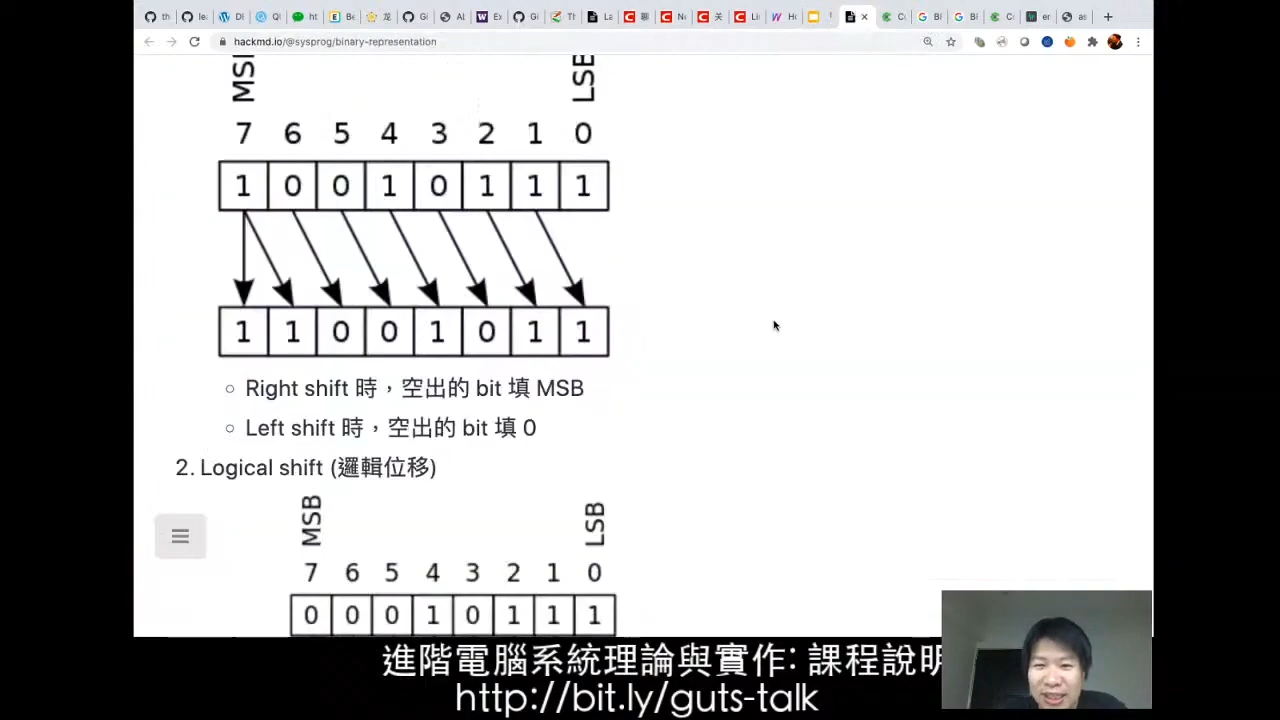 hackmd.io/@sysprog/binary-representation
7 6 5 4 3 2 1 0
1 0 0 1 0 1 1 1
1 1 0 0 1 0 1 1
Right shift 時，空出的 bit 填 MSB
Left shift 時，空出的 bit 填 0
2. Logical shift (邏輯位移)
MSB LSB
7 6 5 4 3 2 1 0
0 0 0 1 0 1 1 1
進階電腦系統理論與實作: 課程說明
http://bit.ly/guts-talk